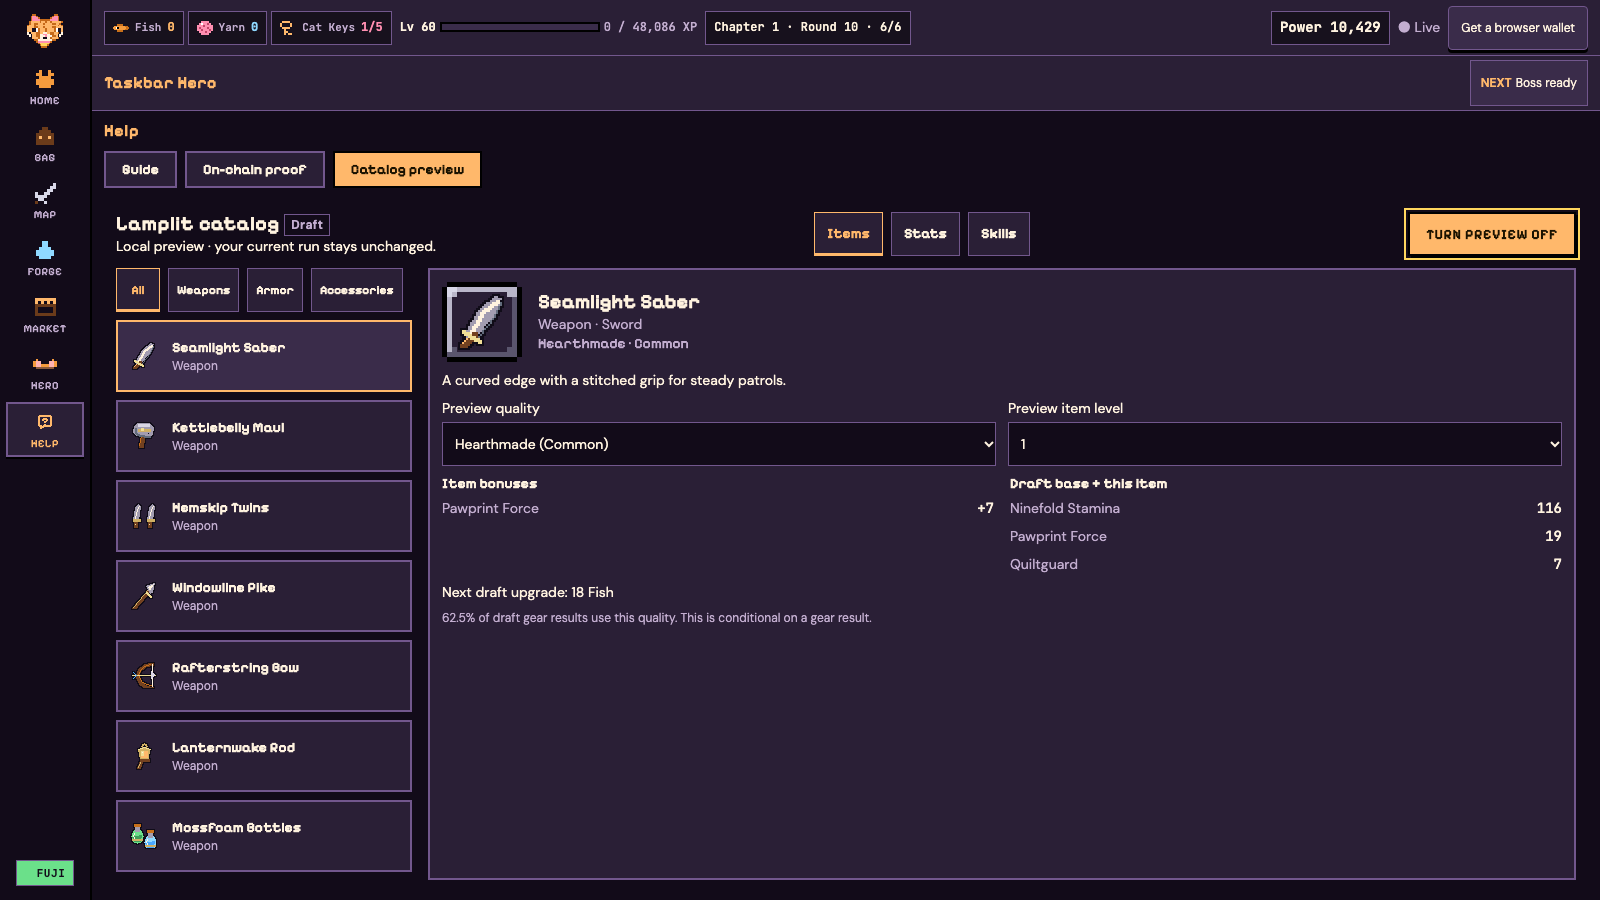 Fish 0
Yarn 0
Cat Keys 1/5
Lv 60
0 / 48,086 XP
Chapter 1 · Round 10 · 6/6
Power 10,429
Live
Get a browser wallet
HOME
BAG
MAP
FORGE
MARKET
HERO
HELP
FUJI
Taskbar Hero
NEXT Boss ready
Help
Guide
On-chain proof
Catalog preview
Lamplit catalog Draft
Local preview · your current run stays unchanged.
Items
Stats
Skills
TURN PREVIEW OFF
All
Weapons
Armor
Accessories
Seamlight Saber
Weapon
Kettlebelly Maul
Weapon
Hemskip Twins
Weapon
Windowline Pike
Weapon
Rafterstring Bow
Weapon
Lanternwake Rod
Weapon
Mossfoam Bottles
Weapon
Seamlight Saber
Weapon · Sword
Hearthmade · Common
A curved edge with a stitched grip for steady patrols.
Preview quality
Hearthmade (Common)
Preview item level
1
Item bonuses
Pawprint Force +7
Draft base + this item
Ninefold Stamina 116
Pawprint Force 19
Quiltguard 7
Next draft upgrade: 18 Fish
62.5% of draft gear results use this quality. This is conditional on a gear result.